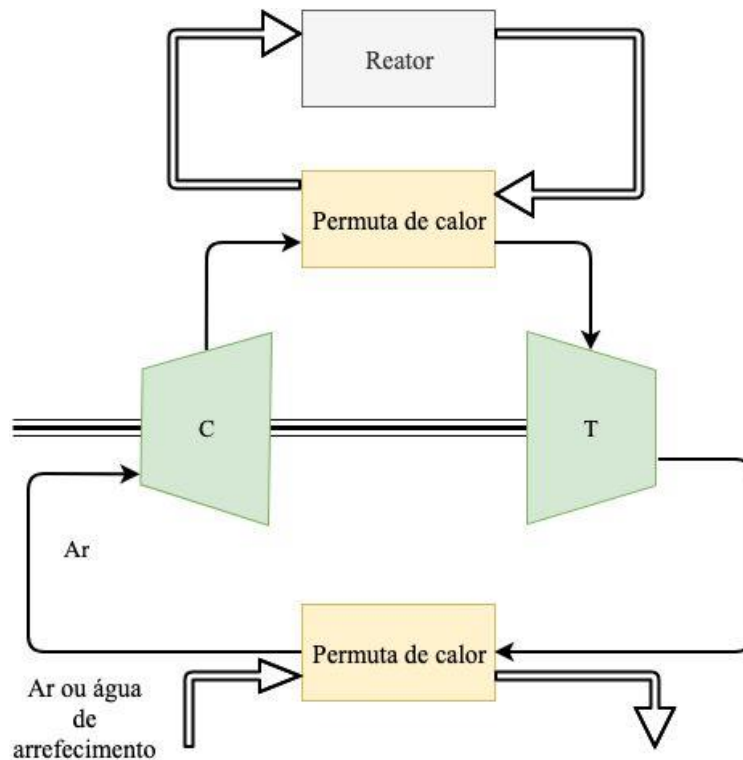 Reator
Permuta de calor
C
T
Ar
Permuta de calor
Ar ou água
de
arrefecimento